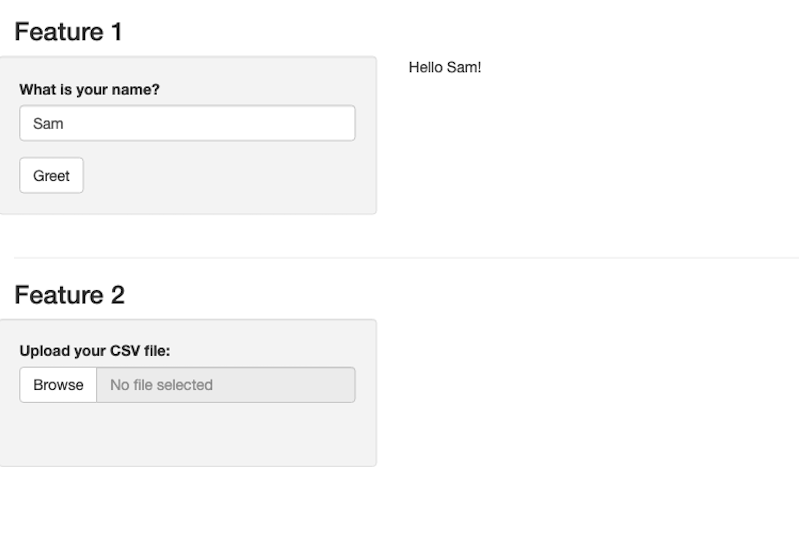 Feature 1
What is your name?
Sam
Greet
Hello Sam!
Feature 2
Upload your CSV file:
Browse
No file selected